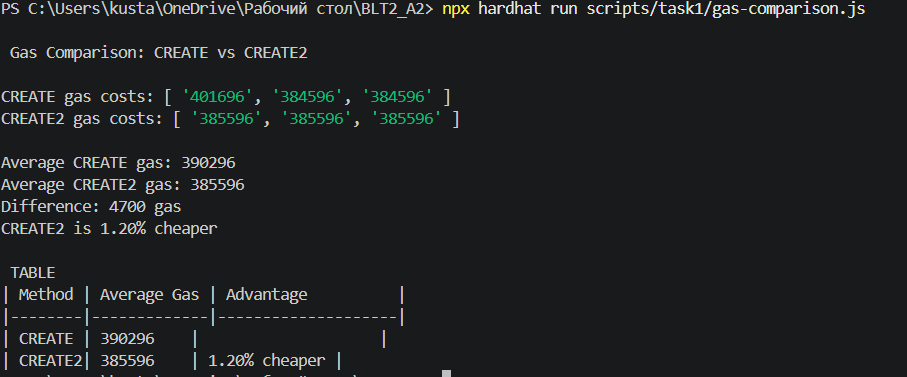 PS C:\Users\kusta\OneDrive\Рабочий стол\BLT2_A2> npx hardhat run scripts/task1/gas-comparison.js
Gas Comparison: CREATE vs CREATE2
CREATE gas costs: [ '401696', '384596', '384596' ]
CREATE2 gas costs: [ '385596', '385596', '385596' ]
Average CREATE gas: 390296
Average CREATE2 gas: 385596
Difference: 4700 gas
CREATE2 is 1.20% cheaper
TABLE
| Method | Average Gas | Advantage          |
|--------|-------------|--------------------|
| CREATE | 390296    |                    |
| CREATE2| 385596    | 1.20% cheaper |